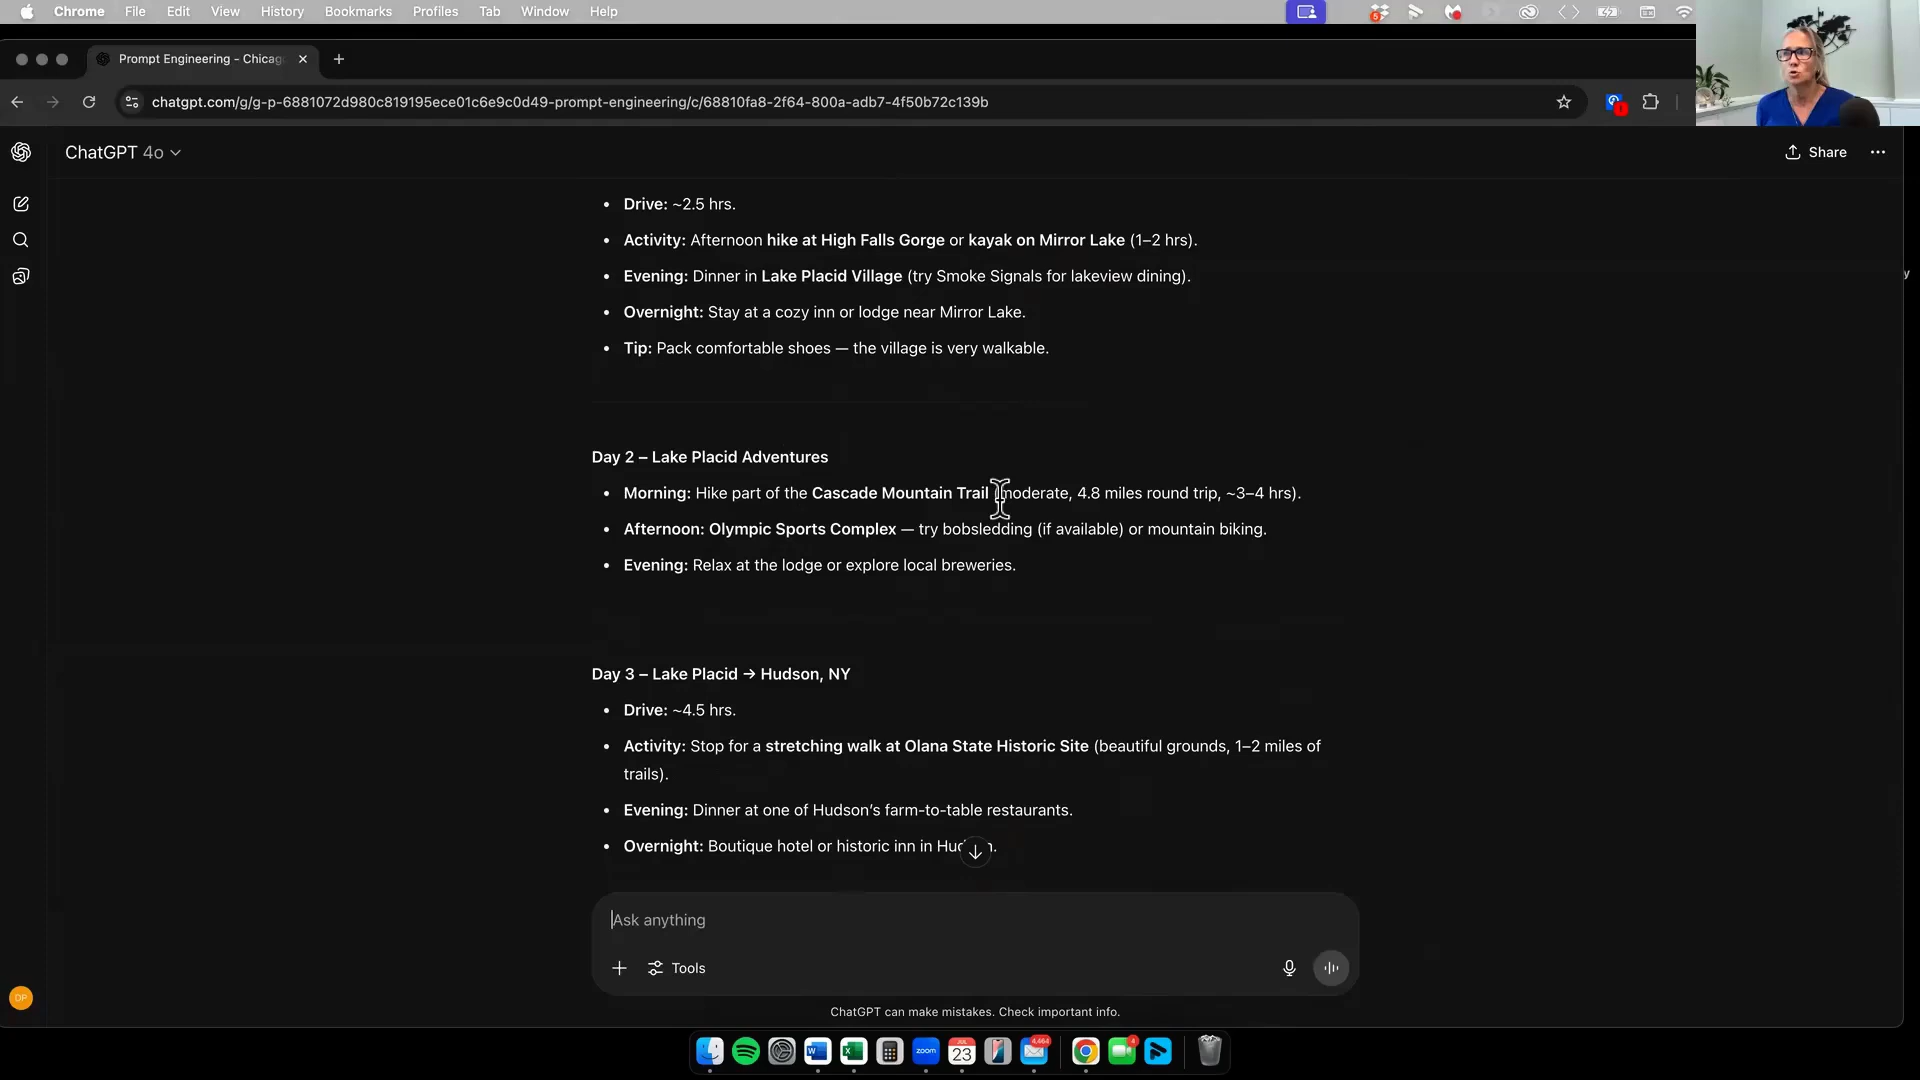 Chrome File Edit View History Bookmarks Profiles Tab Window Help
5
Prompt Engineering - Chicag
chatgpt.com/g/g-p-6881072d980c819195ece01c6e9c0d49-prompt-engineering/c/68810fa8-2f64-800a-adb7-4f50b72c139b
ChatGPT 4o
Share
• Drive: ~2.5 hrs.
• Activity: Afternoon hike at High Falls Gorge or kayak on Mirror Lake (1–2 hrs).
• Evening: Dinner in Lake Placid Village (try Smoke Signals for lakeview dining).
• Overnight: Stay at a cozy inn or lodge near Mirror Lake.
• Tip: Pack comfortable shoes — the village is very walkable.
Day 2 – Lake Placid Adventures
• Morning: Hike part of the Cascade Mountain Trail (moderate, 4.8 miles round trip, ~3–4 hrs).
• Afternoon: Olympic Sports Complex — try bobsledding (if available) or mountain biking.
• Evening: Relax at the lodge or explore local breweries.
Day 3 – Lake Placid → Hudson, NY
• Drive: ~4.5 hrs.
• Activity: Stop for a stretching walk at Olana State Historic Site (beautiful grounds, 1–2 miles of
trails).
• Evening: Dinner at one of Hudson's farm-to-table restaurants.
• Overnight: Boutique hotel or historic inn in
Ask anything
Tools
DP
ChatGPT can make mistakes. Check important info.
zoom
JUL
23
4,464
4